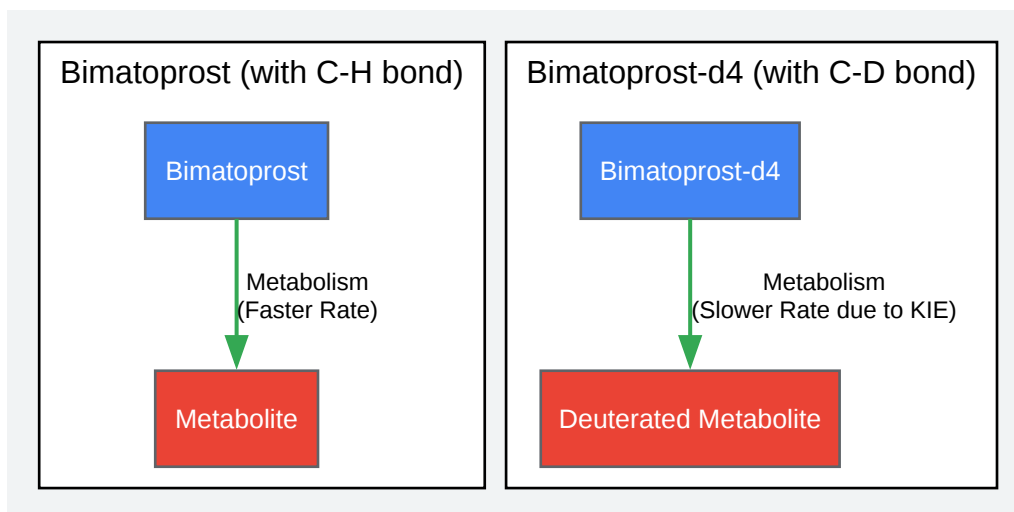 Bimatoprost (with C-H bond)
Bimatoprost
Metabolism
(Faster Rate)
Metabolite
Bimatoprost-d4 (with C-D bond)
Bimatoprost-d4
Metabolism
(Slower Rate due to KIE)
Deuterated Metabolite